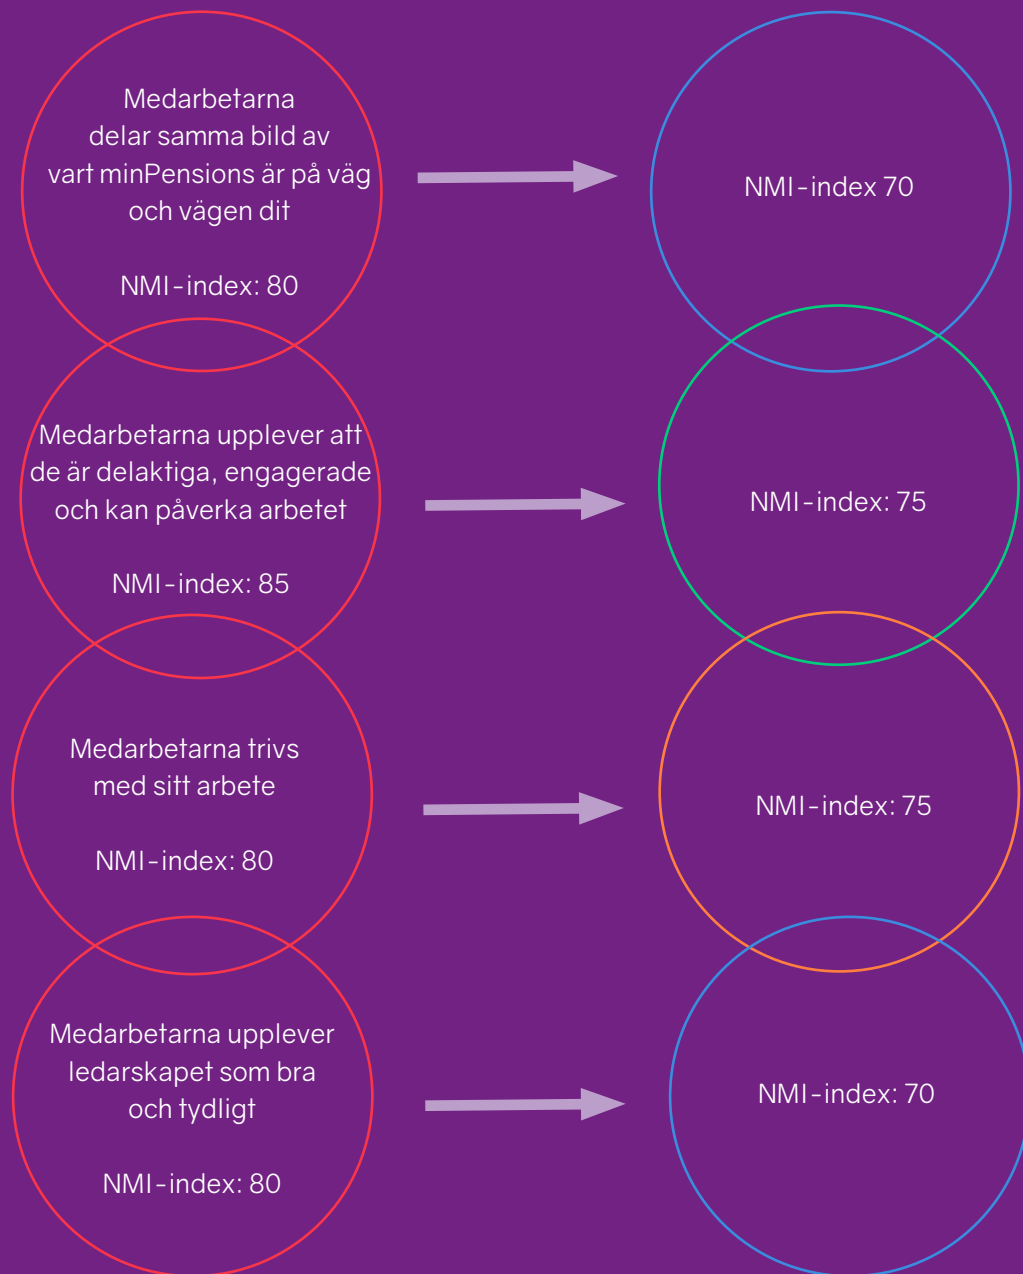 Medarbetarna
delar samma bild av
vart minPensions är på väg
och vägen dit
NMI-index: 80
NMI-index 70
Medarbetarna upplever att
de är delaktiga, engagerade
och kan påverka arbetet
NMI-index: 85
NMI-index: 75
Medarbetarna trivs
med sitt arbete
NMI-index: 80
NMI-index: 75
Medarbetarna upplever
ledarskapet som bra
och tydligt
NMI-index: 80
NMI-index: 70